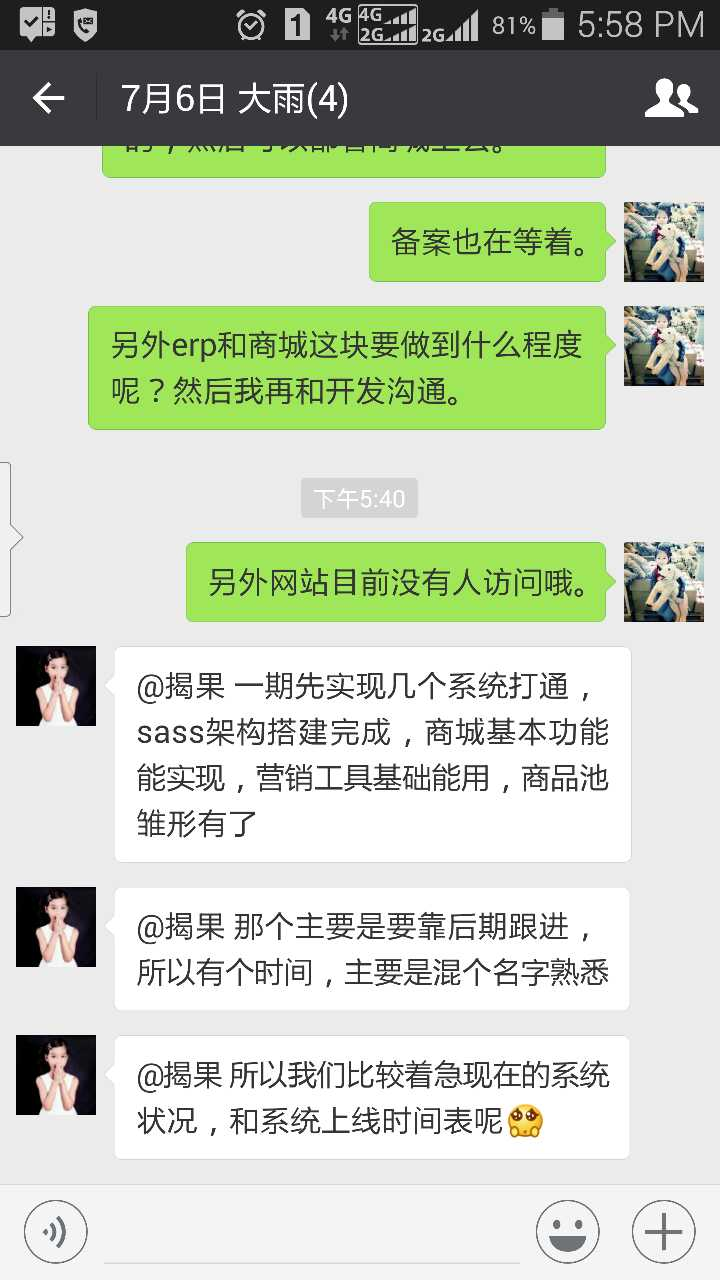 1
4G
4G
2G
2G
81%
5:58 PM
7月6日 大雨(4)
备案也在等着。
另外erp和商城这块要做到什么程度
呢？然后我再和开发沟通。
下午5:40
另外网站目前没有人访问哦。
@揭果 一期先实现几个系统打通，
sass架构搭建完成，商城基本功能
能实现，营销工具基础能用，商品池
雏形有了
@揭果 那个主要是要靠后期跟进，
所以有个时间，主要是混个名字熟悉
@揭果 所以我们比较着急现在的系统
状况，和系统上线时间表呢